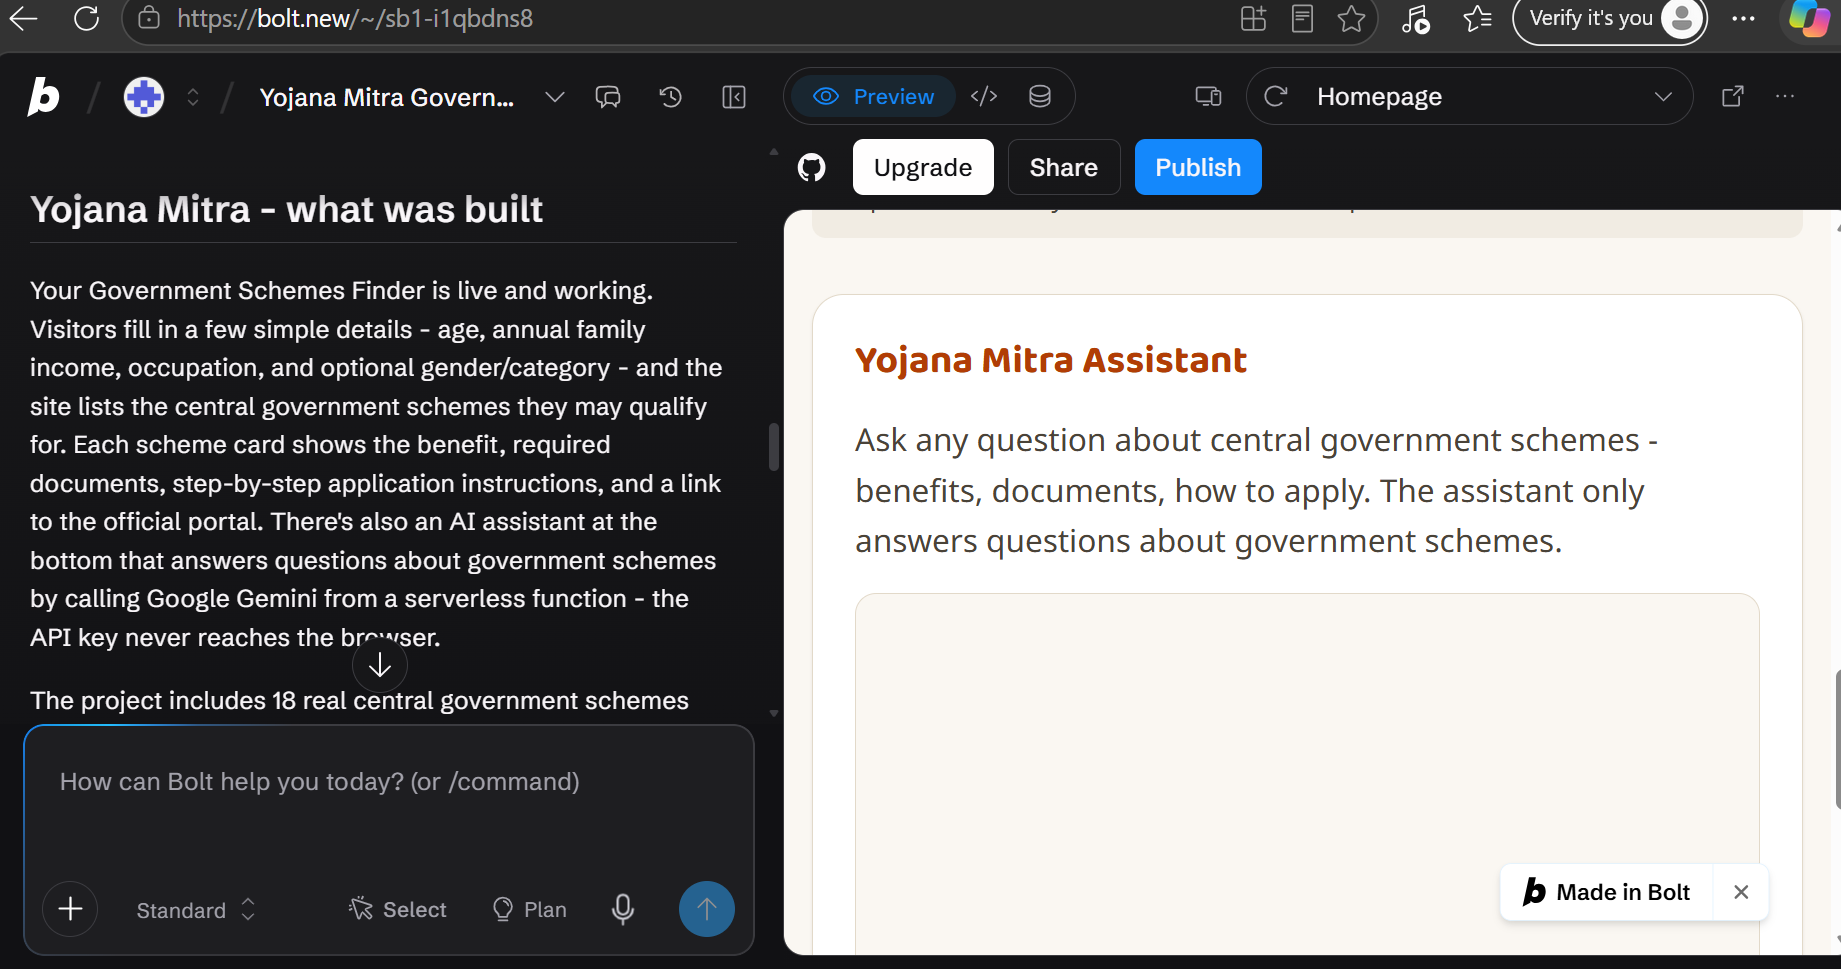 https://bolt.new/~/sb1-i1qbdns8
Verify it's you
Yojana Mitra Govern...
Preview
Homepage
Upgrade
Share
Publish
Yojana Mitra - what was built
Your Government Schemes Finder is live and working.
Visitors fill in a few simple details - age, annual family
income, occupation, and optional gender/category - and the
site lists the central government schemes they may qualify
for. Each scheme card shows the benefit, required
documents, step-by-step application instructions, and a link
to the official portal. There's also an AI assistant at the
bottom that answers questions about government schemes
by calling Google Gemini from a serverless function - the
API key never reaches the browser.
The project includes 18 real central government schemes
How can Bolt help you today? (or /command)
Standard
Select
Plan
Yojana Mitra Assistant
Ask any question about central government schemes -
benefits, documents, how to apply. The assistant only
answers questions about government schemes.
b Made in Bolt